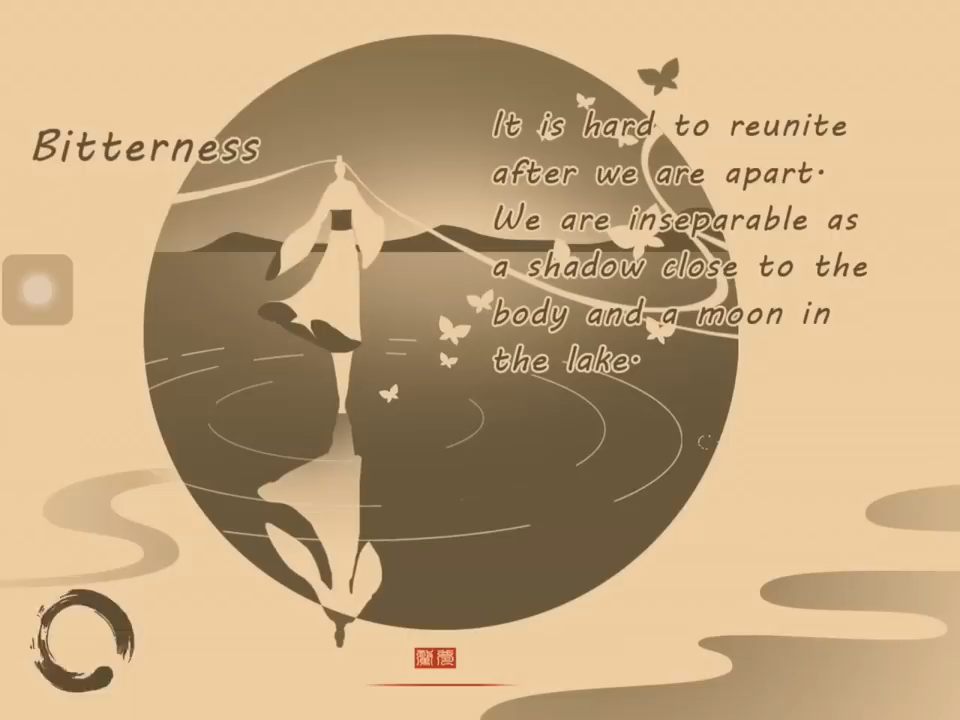 Bitterness
It is hard to reunite
after we are apart·
We are inseparable as
a shadow close to the
body and a moon in
the lake·